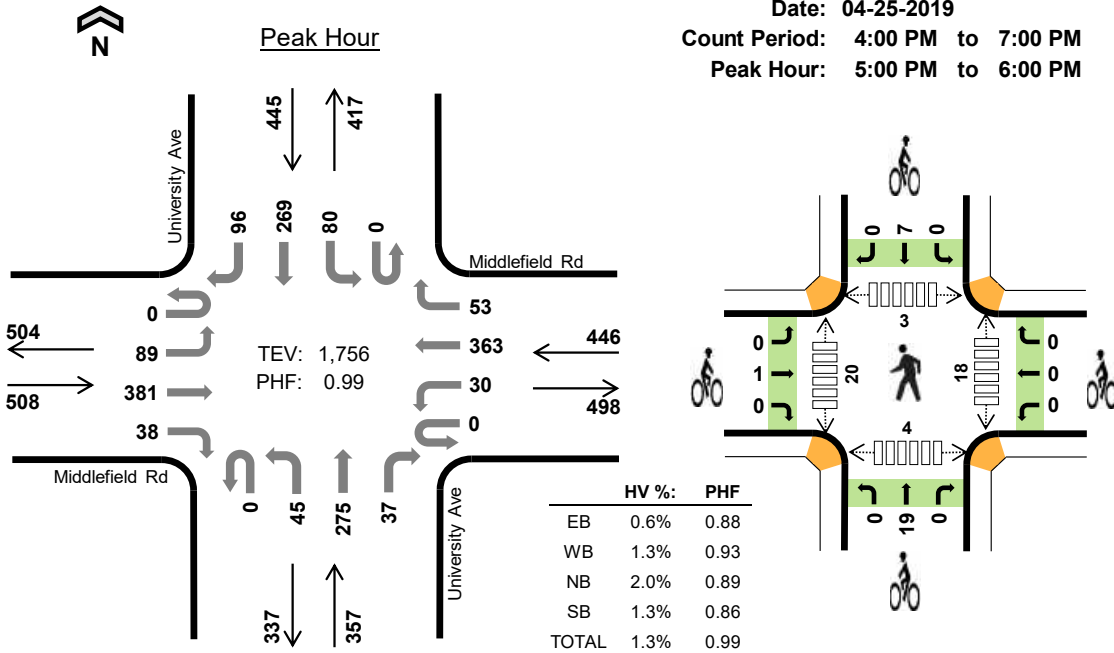 N
Peak Hour
Date: 04-25-2019
Count Period: 4:00 PM to 7:00 PM
Peak Hour: 5:00 PM to 6:00 PM
445
417
University Ave
96
269
80
0
Middlefield Rd
0
89
381
38
504
508
TEV: 1,756
PHF: 0.99
53
363
30
0
446
498
Middlefield Rd
0
45
275
37
University Ave
337
357
HV %: PHF
EB 0.6% 0.88
WB 1.3% 0.93
NB 2.0% 0.89
SB 1.3% 0.86
TOTAL 1.3% 0.99
0 7 0
3
0
1
0
20
18
0
0
0
4
0 19 0